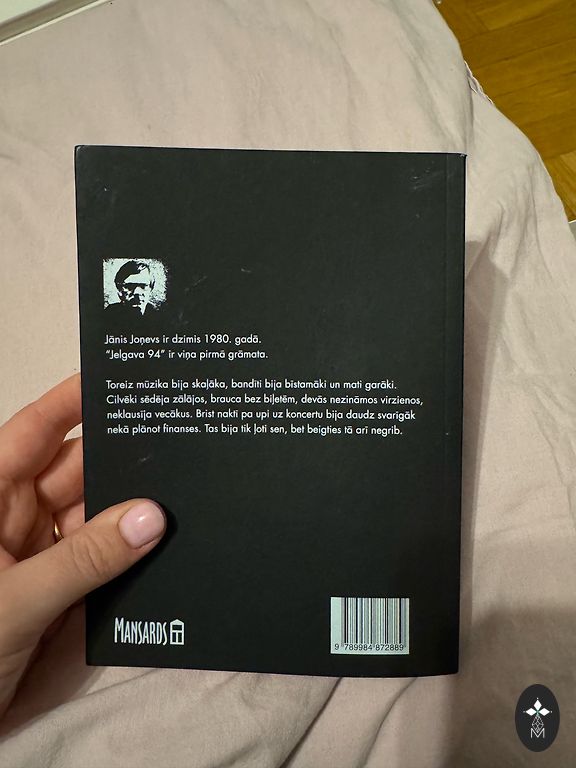 Jānis Joņevs ir dzimis 1980. gadā.
"Jelgava 94" ir viņa pirmā grāmata.
Toreiz mūzika bija skaļāka, bandīti bija bīstamāki un mati garāki.
Cilvēki sēdēja zālājos, brauca bez biļetēm, devās nezināmos virzienos,
neklausīja vecākus. Brist naktī pa upi uz koncertu bija daudz svarīgāk
nekā plānot finanses. Tas bija tik ļoti sen, bet beigties tā arī negrib.
MANSARDS
9 789984 872889
M